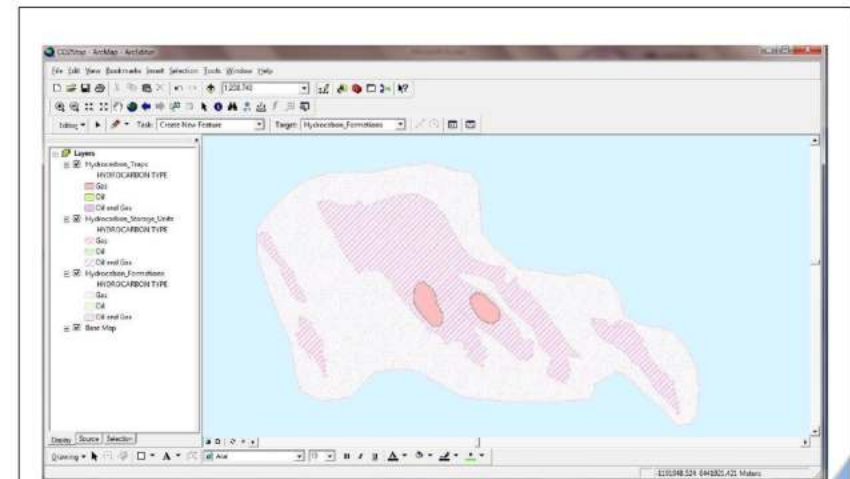 CO2Stop - ArcMap - ArcEditor
File Edit View Bookmarks Insert Selection Tools Window Help
Editing Task: Create New Feature Target: Hydrocarbon_Formations
Layers
Hydrocarbon_Traps
HYDROCARBON TYPE
Gas
Oil
Oil and Gas
Hydrocarbon_Storage_Units
HYDROCARBON TYPE
Gas
Oil
Oil and Gas
Hydrocarbon_Formations
HYDROCARBON TYPE
Gas
Oil
Oil and Gas
Base Map
Display Source Selection
Drawing A Arial 10 B I U A